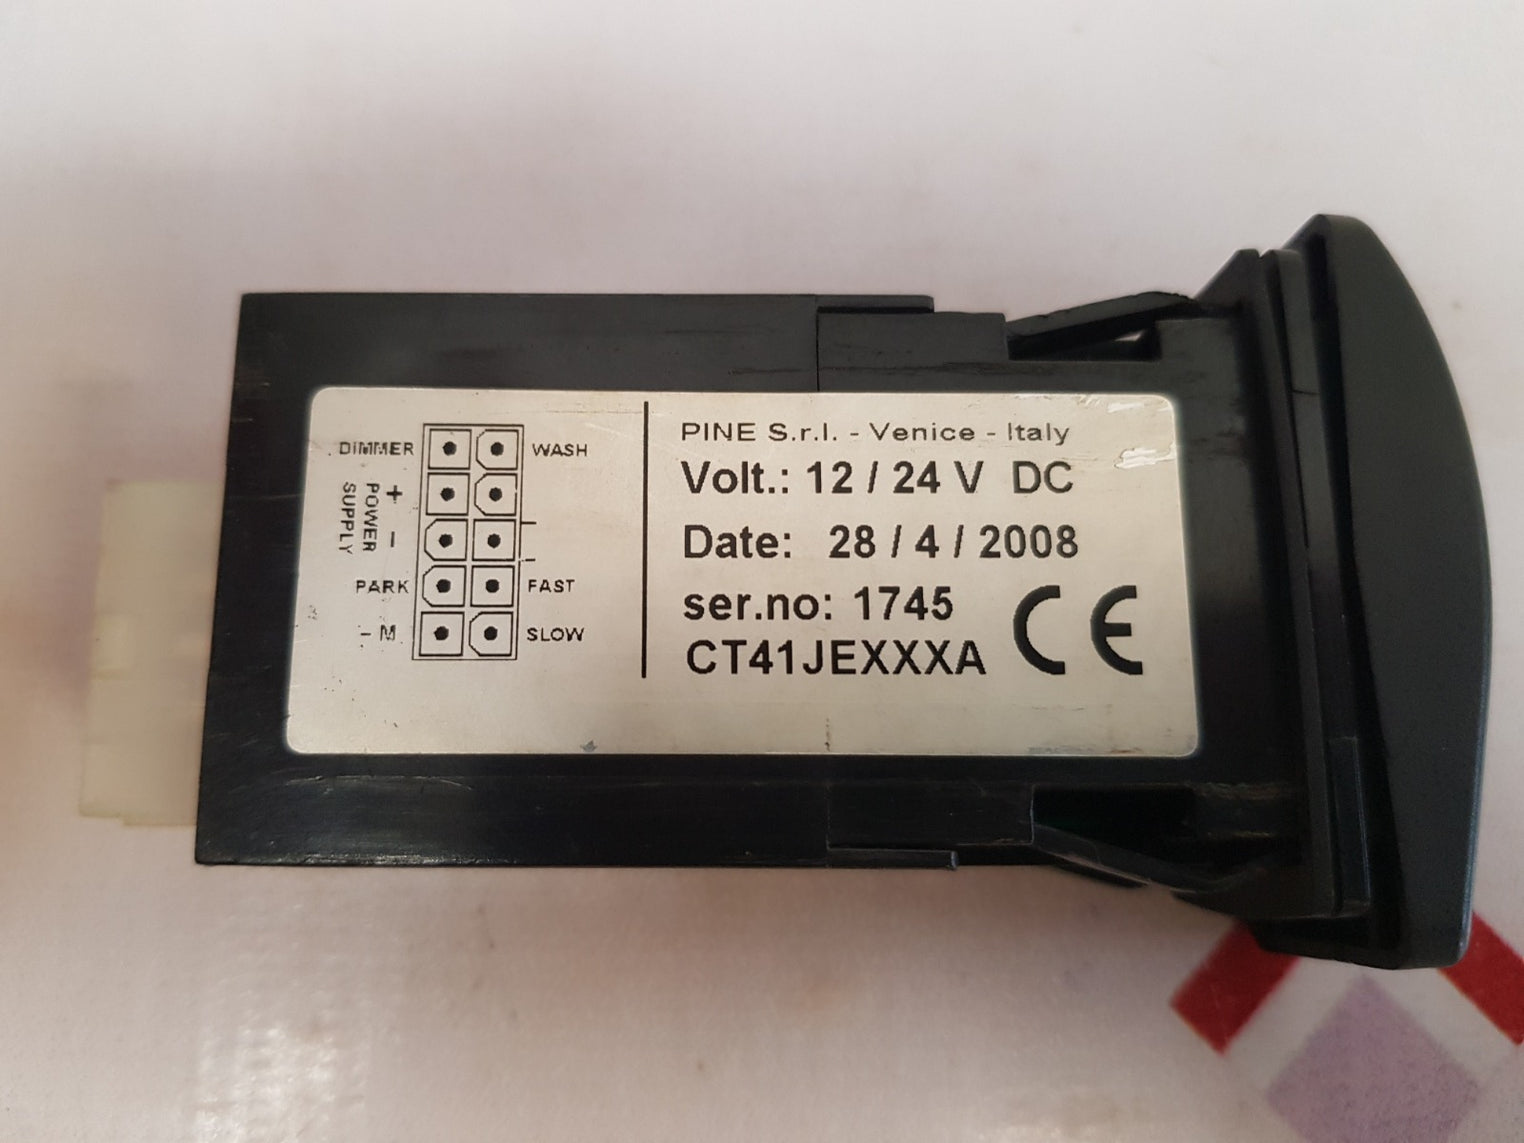 DIMMER WASH
+
POWER
SUPPLY
-
PARK FAST
- M SLOW
PINE S.r.l. - Venice - Italy
Volt.: 12 / 24 V DC
Date: 28 / 4 / 2008
ser.no: 1745
CT41JEXXXA CE